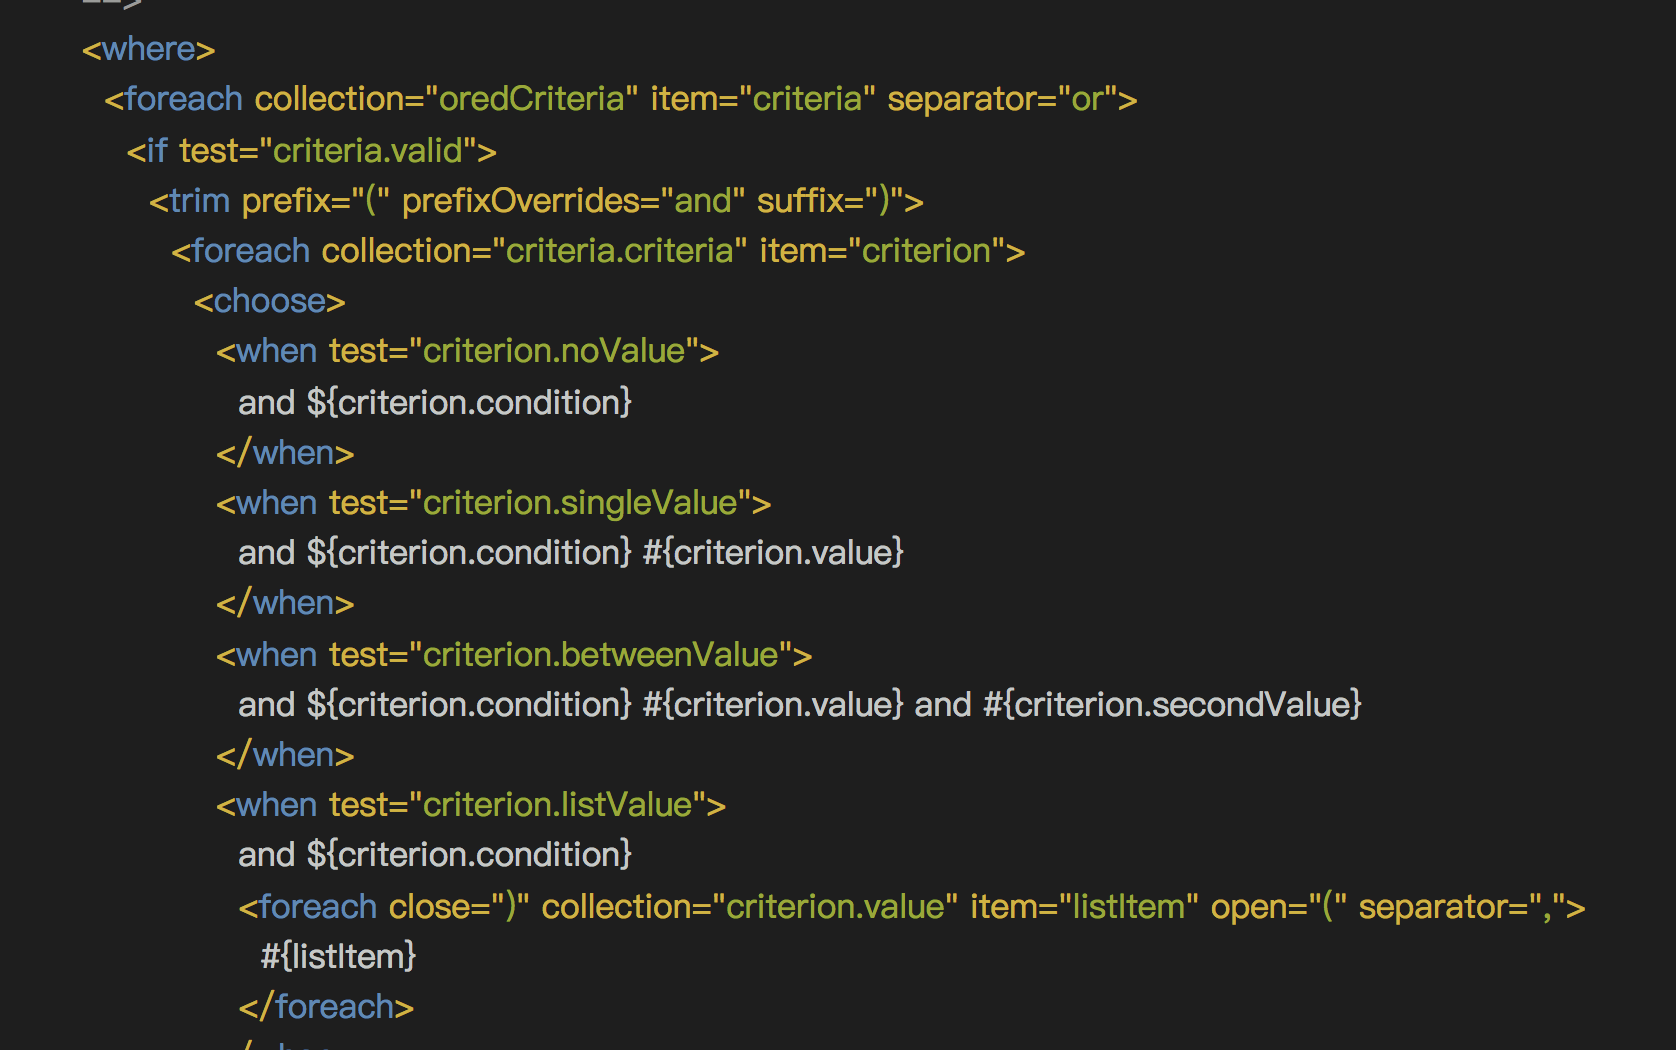 -->
<where>
<foreach collection="oredCriteria" item="criteria" separator="or">
<if test="criteria.valid">
<trim prefix="(" prefixOverrides="and" suffix=")">
<foreach collection="criteria.criteria" item="criterion">
<choose>
<when test="criterion.noValue">
and ${criterion.condition}
</when>
<when test="criterion.singleValue">
and ${criterion.condition} #{criterion.value}
</when>
<when test="criterion.betweenValue">
and ${criterion.condition} #{criterion.value} and #{criterion.secondValue}
</when>
<when test="criterion.listValue">
and ${criterion.condition}
<foreach close=")" collection="criterion.value" item="listItem" open="(" separator=",">
#{listItem}
</foreach>